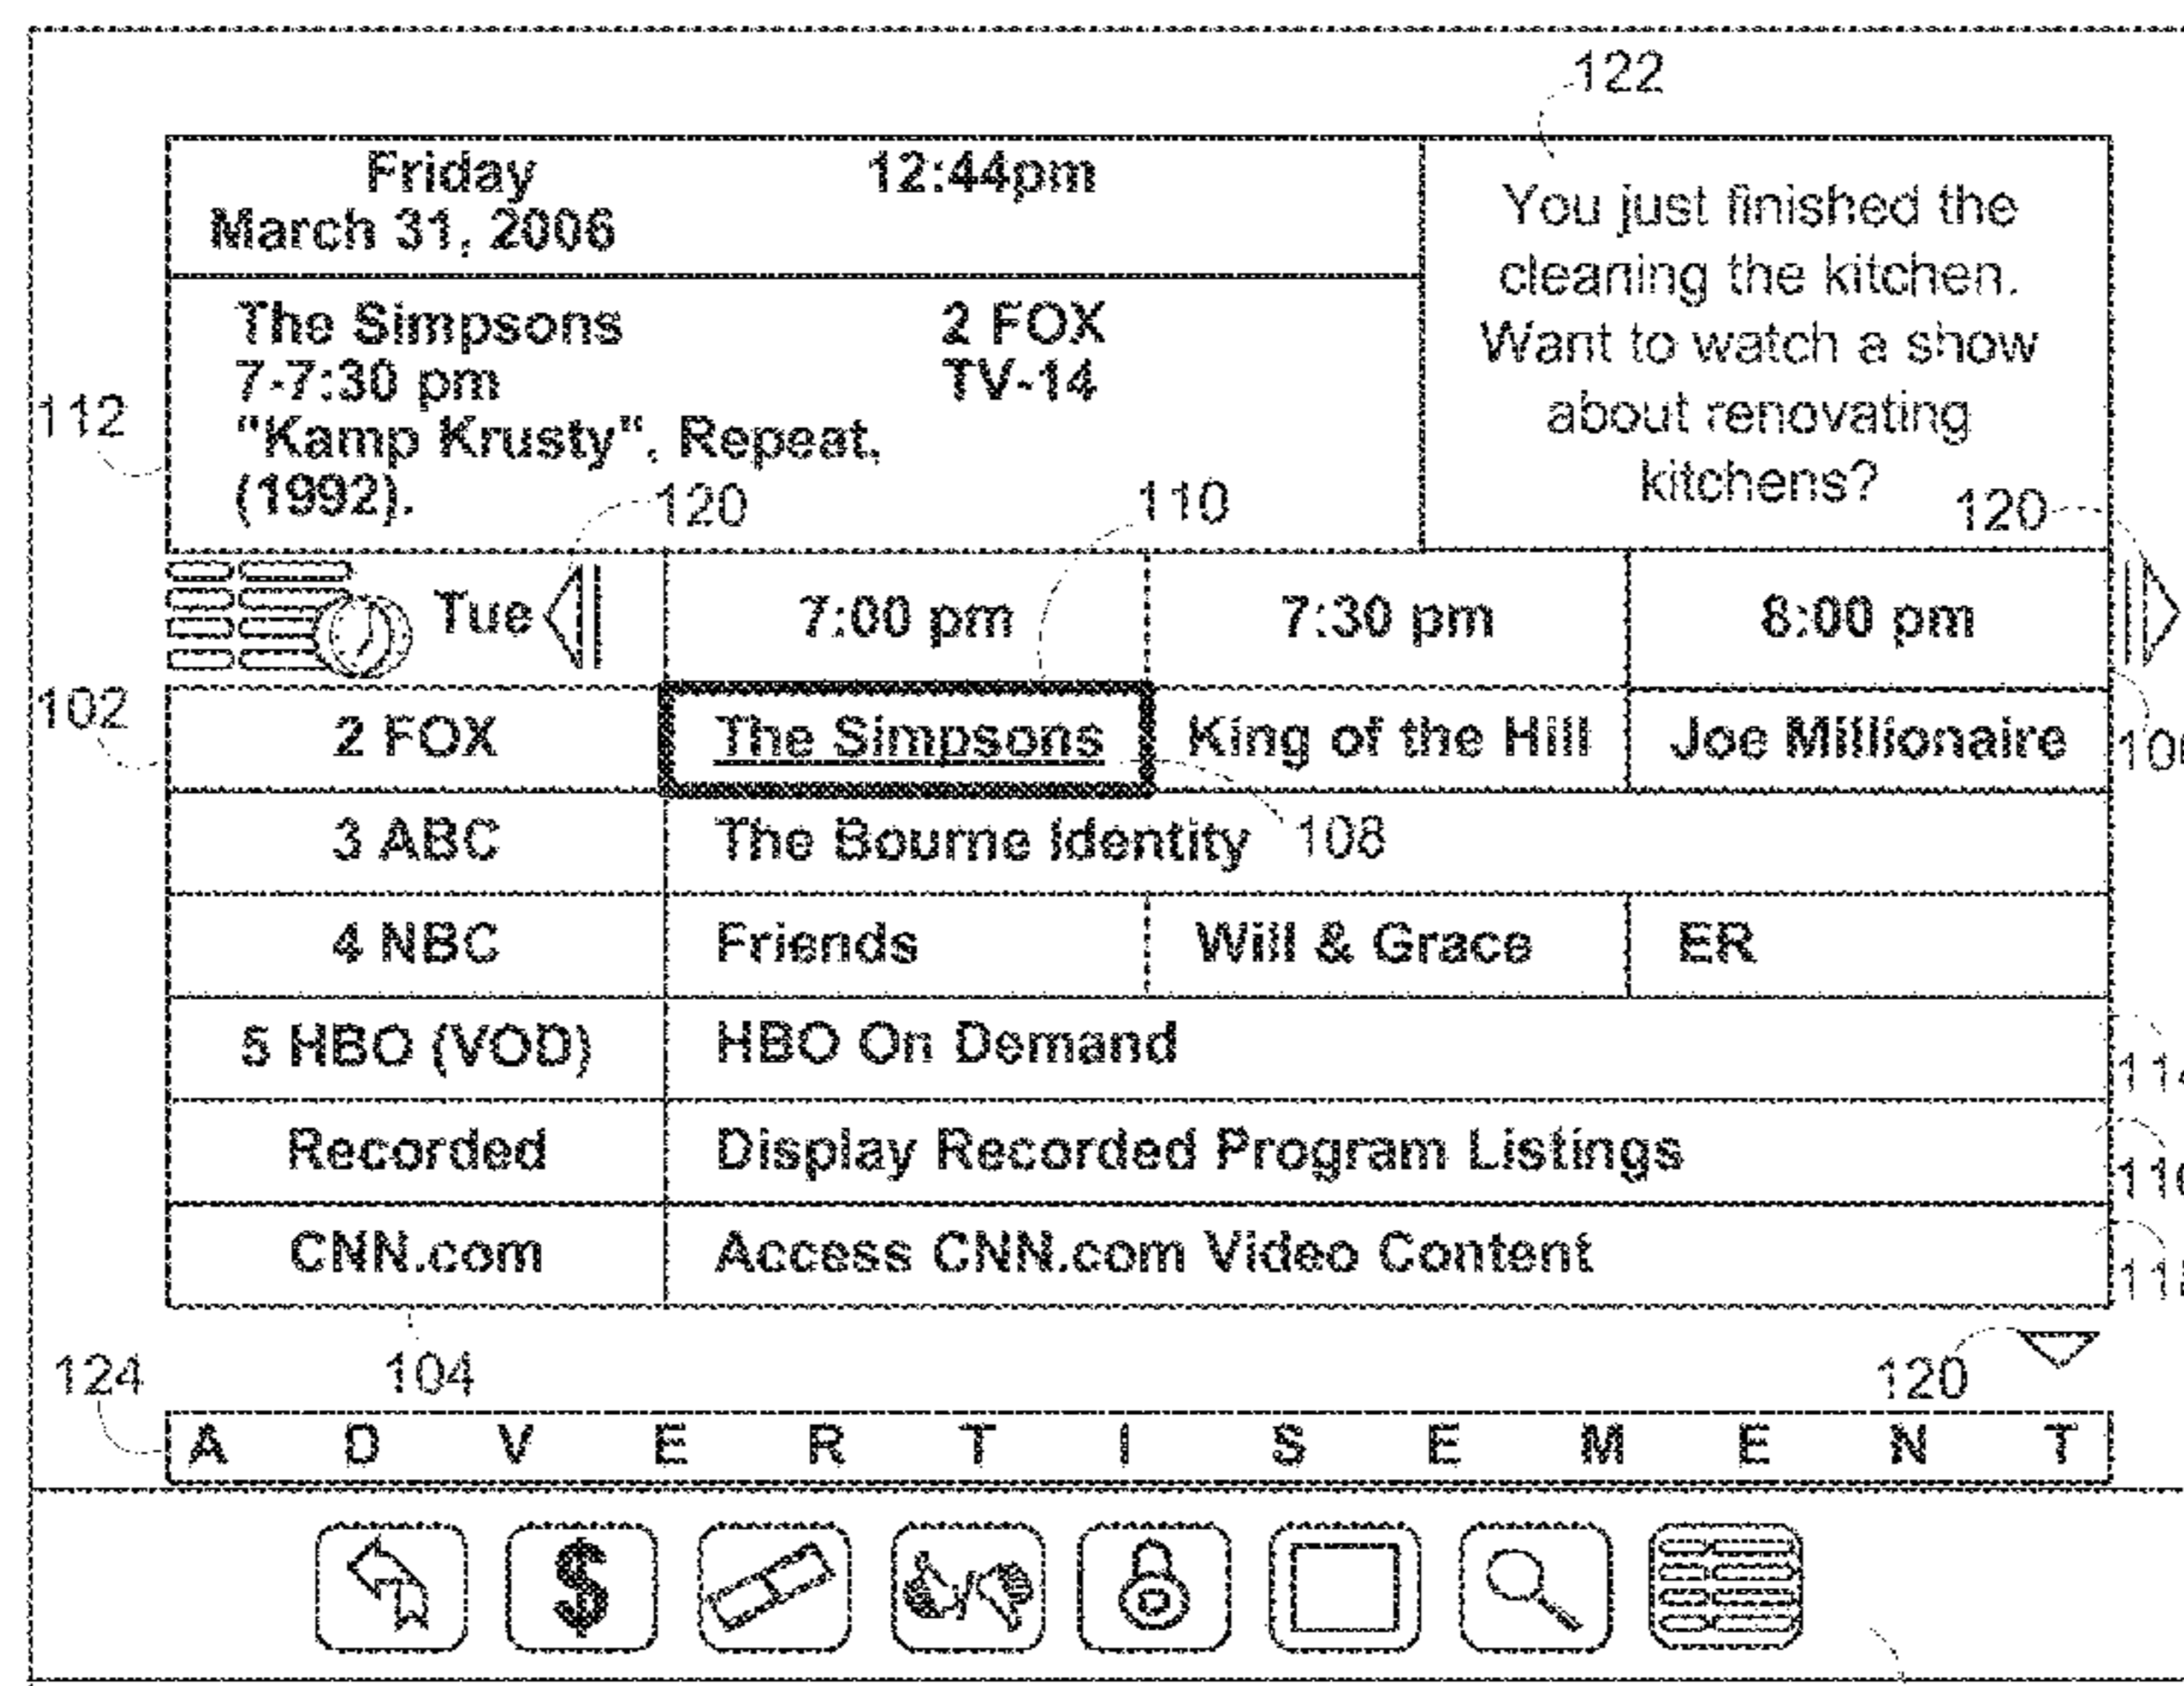 122
Friday 12:44pm
March 31, 2006
You just finished the
cleaning the kitchen.
Want to watch a show
about renovating
kitchens?
The Simpsons 2 FOX
7-7:30 pm TV-14
"Kamp Krusty", Repeat,
(1992).
112
120
110
120
Tue 7:00 pm 7:30 pm 8:00 pm
102
2 FOX The Simpsons King of the Hill Joe Millionaire
3 ABC The Bourne Identity 108
4 NBC Friends Will & Grace ER
5 HBO (VOD) HBO On Demand
Recorded Display Recorded Program Listings
CNN.com Access CNN.com Video Content
124
104
120
A D V E R T I S E M E N T
$